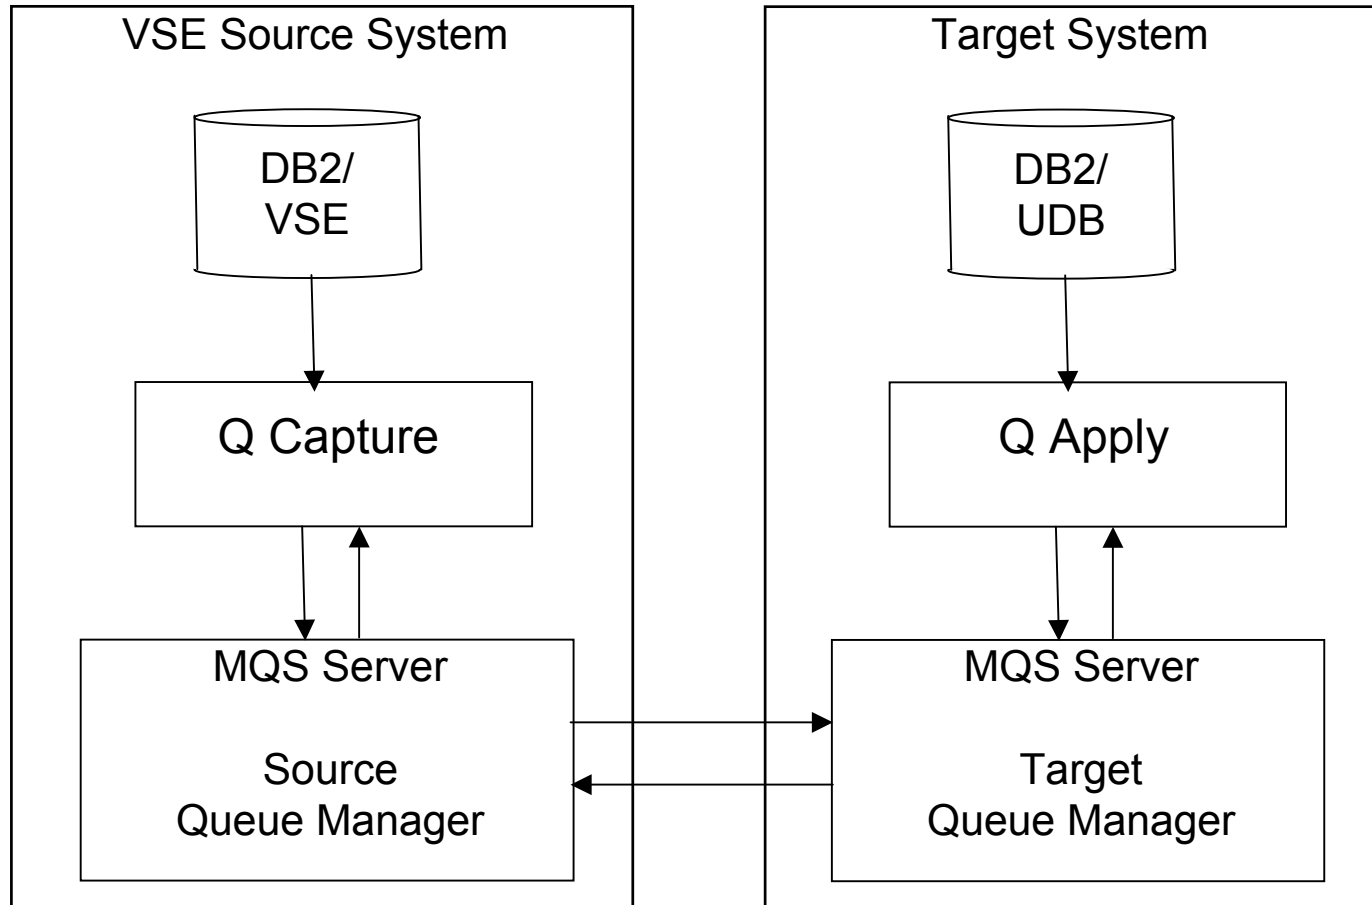 VSE Source System
DB2/
VSE
Q Capture
MQS Server
Source
Queue Manager
Target System
DB2/
UDB
Q Apply
MQS Server
Target
Queue Manager